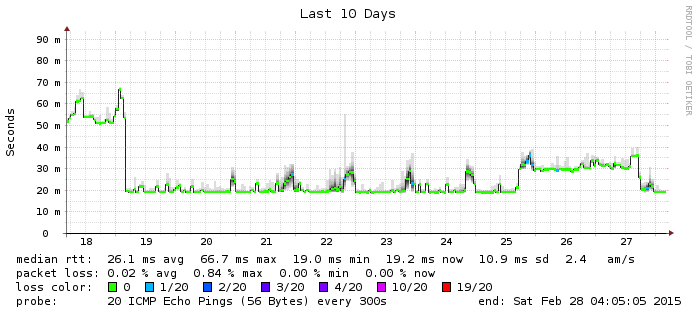 Last 10 Days
RRDTOOL / TOBI OETIKER
Seconds
90 m
80 m
70 m
60 m
50 m
40 m
30 m
20 m
10 m
0
18 19 20 21 22 23 24 25 26 27
median rtt: 26.1 ms avg 66.7 ms max 19.0 ms min 19.2 ms now 10.9 ms sd 2.4 am/s
packet loss: 0.02 % avg 0.84 % max 0.00 % min 0.00 % now
loss color: 0 1/20 2/20 3/20 4/20 10/20 19/20
probe: 20 ICMP Echo Pings (56 Bytes) every 300s end: Sat Feb 28 04:05:05 2015